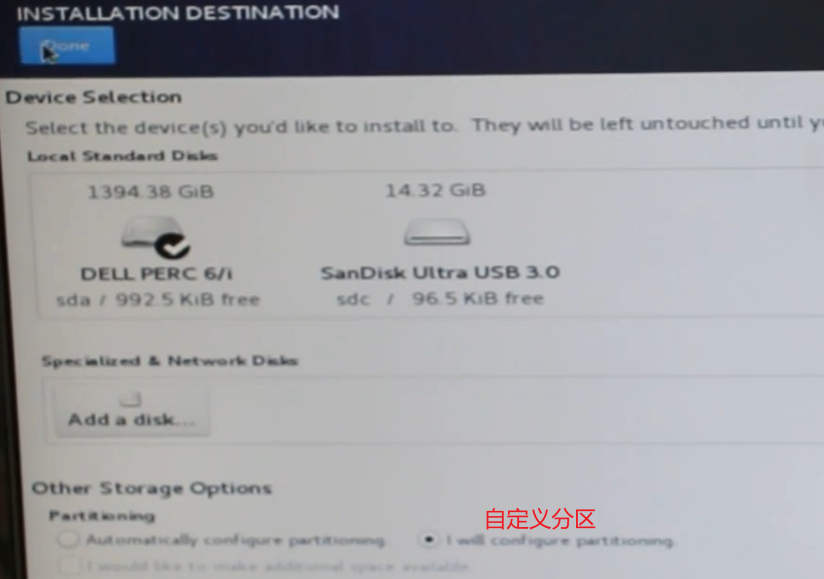 INSTALLATION DESTINATION
Done
Device Selection
Select the device(s) you'd like to install to. They will be left untouched until y
Local Standard Disks
1394.38 GiB
14.32 GiB
DELL PERC 6/i
SanDisk Ultra USB 3.0
sda / 992.5 KiB free
sdc / 96.5 KiB free
Specialized & Network Disks
Add a disk...
Other Storage Options
Partitioning
自定义分区
Automatically configure partitioning.
I will configure partitioning.
I would like to make additional space available.